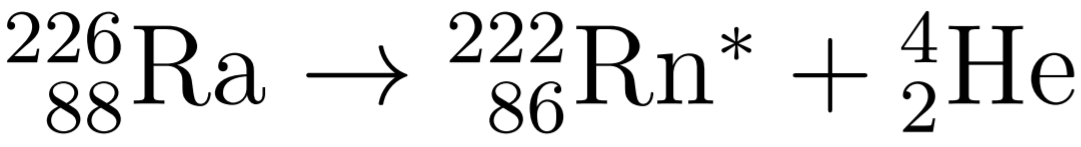 ²²⁶₈₈Ra → ²²²₈₆Rn* + ⁴₂He